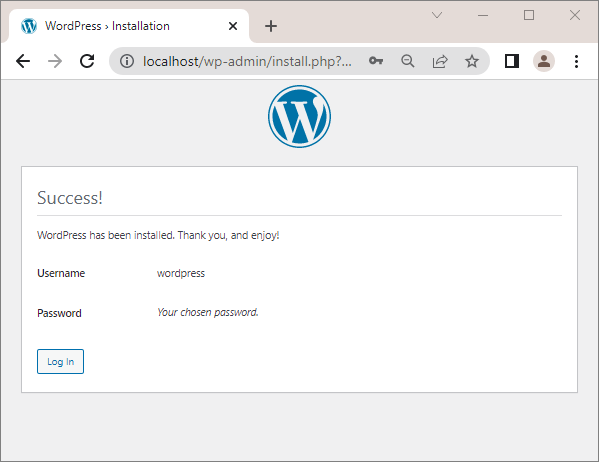 WordPress › Installation
localhost/wp-admin/install.php?...
Success!
WordPress has been installed. Thank you, and enjoy!
Username wordpress
Password Your chosen password.
Log In